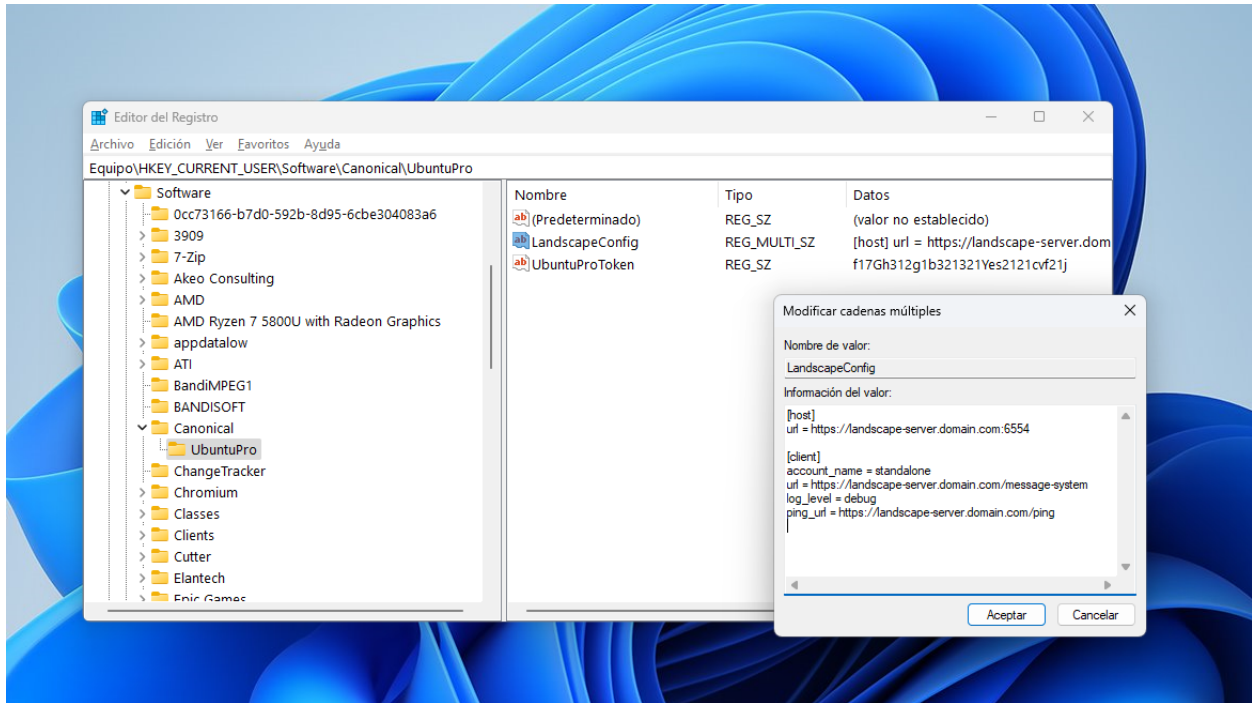 Editor del Registro
Archivo Edición Ver Favoritos Ayuda
Equipo\HKEY_CURRENT_USER\Software\Canonical\UbuntuPro
Software
0cc73166-b7d0-592b-8d95-6cbe304083a6
3909
7-Zip
Akeo Consulting
AMD
AMD Ryzen 7 5800U with Radeon Graphics
appdatalow
ATI
BandiMPEG1
BANDISOFT
Canonical
UbuntuPro
ChangeTracker
Chromium
Classes
Clients
Cutter
Elantech
Epic Games
Nombre Tipo Datos
(Predeterminado) REG_SZ (valor no establecido)
LandscapeConfig REG_MULTI_SZ [host] url = https://landscape-server.dom
UbuntuProToken REG_SZ f17Gh312g1b321321Yes2121cvf21j
Modificar cadenas múltiples
Nombre de valor:
LandscapeConfig
Información del valor:
[host]
url = https://landscape-server.domain.com:6554
[client]
account_name = standalone
url = https://landscape-server.domain.com/message-system
log_level = debug
ping_url = https://landscape-server.domain.com/ping
Aceptar Cancelar